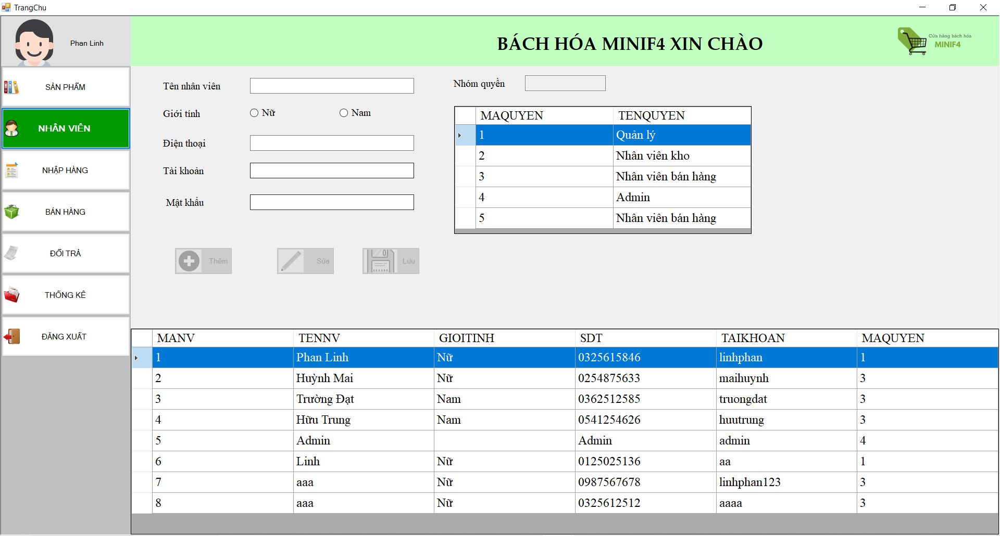 TrangChu
Phan Linh
BÁCH HÓA MINIF4 XIN CHÀO
Cửa hàng bách hóa
MINIF4
SẢN PHẨM
NHÂN VIÊN
NHẬP HÀNG
BÁN HÀNG
ĐỔI TRẢ
THỐNG KÊ
ĐĂNG XUẤT
Tên nhân viên
Giới tính Nữ Nam
Điện thoại
Tài khoản
Mật khẩu
Thêm Sửa Lưu
Nhóm quyền
MAQUYEN TENQUYEN
1 Quản lý
2 Nhân viên kho
3 Nhân viên bán hàng
4 Admin
5 Nhân viên bán hàng
MANV TENNV GIOITINH SDT TAIKHOAN MAQUYEN
1 Phan Linh Nữ 0325615846 linhphan 1
2 Huỳnh Mai Nữ 0254875633 maihuynh 3
3 Trường Đạt Nam 0362512585 truongdat 3
4 Hữu Trung Nam 0541254626 huutrung 3
5 Admin Admin admin 4
6 Linh Nữ 0125025136 aa 1
7 aaa Nữ 0987567678 linhphan123 3
8 aaa Nữ 0325612512 aaaa 3